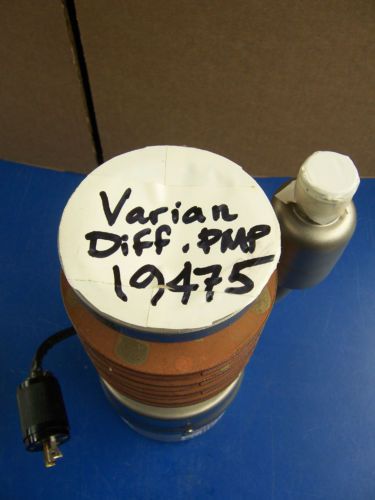 Varian
Diff. PMP
19475